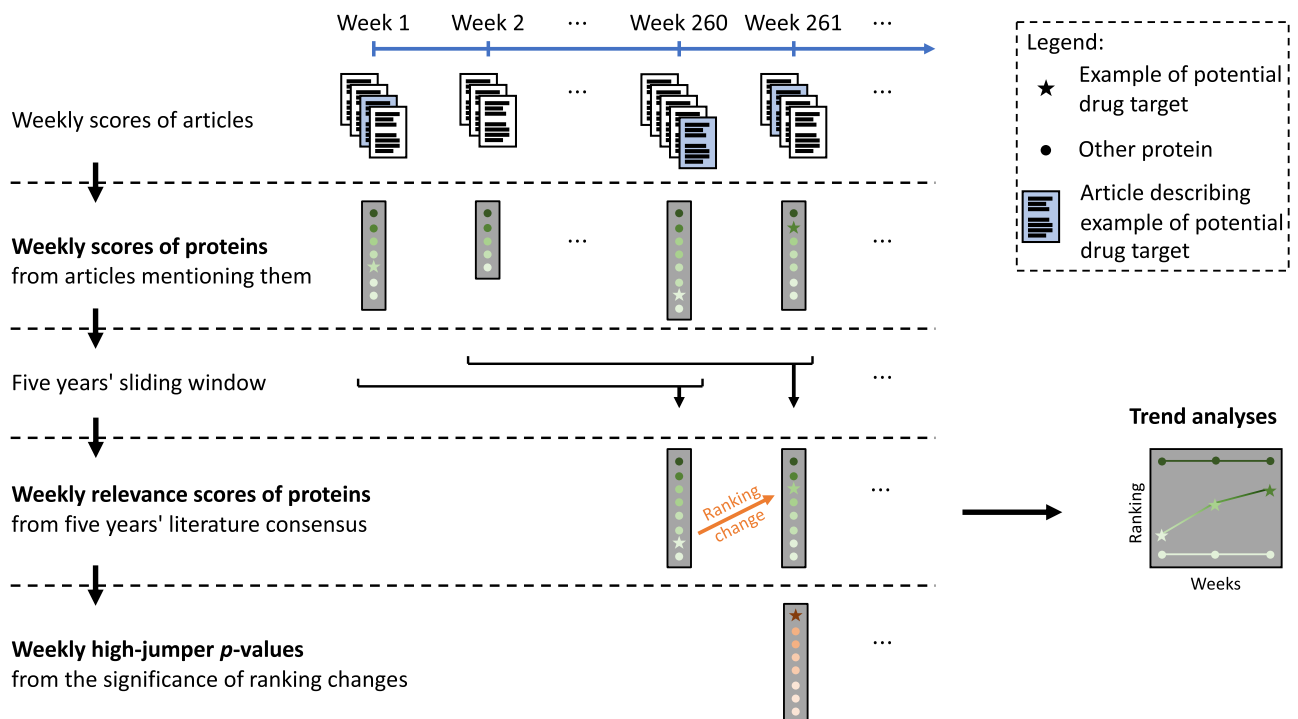 Week 1
Week 2
...
Week 260
Week 261
...
Legend:
Example of potential
drug target
Other protein
Article describing
example of potential
drug target
Weekly scores of articles
...
...
Weekly scores of proteins
from articles mentioning them
...
...
Five years' sliding window
...
Weekly relevance scores of proteins
from five years' literature consensus
Ranking
change
...
Trend analyses
Ranking
Weeks
Weekly high-jumper p-values
from the significance of ranking changes
...